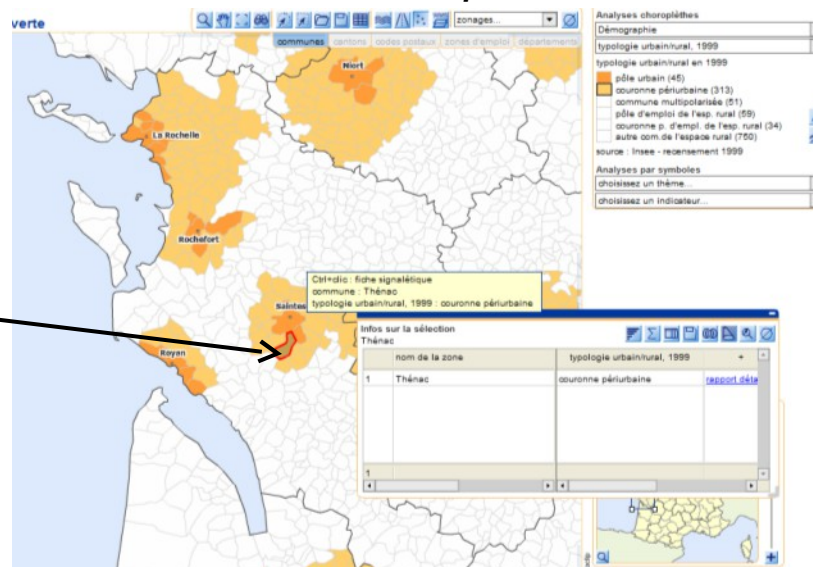 verte
zonages...
communes cantons codes postaux zones d'emploi départements
Niort
La Rochelle
Rochefort
Saintes
Royan
Ctrl+clic : fiche signalétique
commune : Thénac
typologie urbain/rural, 1999 : couronne périurbaine
Infos sur la sélection
Thénac
nom de la zone typologie urbain/rural, 1999 +
1 Thénac couronne périurbaine rapport déta
1
Analyses choroplèthes
Démographie
typologie urbain/rural, 1999
typologie urbain/rural en 1999
pôle urbain (45)
couronne périurbaine (313)
commune multipolarisée (51)
pôle d'emploi de l'esp. rural (59)
couronne p. d'empl. de l'esp. rural (34)
autre com.de l'espace rural (750)
source : Insee - recensement 1999
Analyses par symboles
choisissez un thème...
choisissez un indicateur...